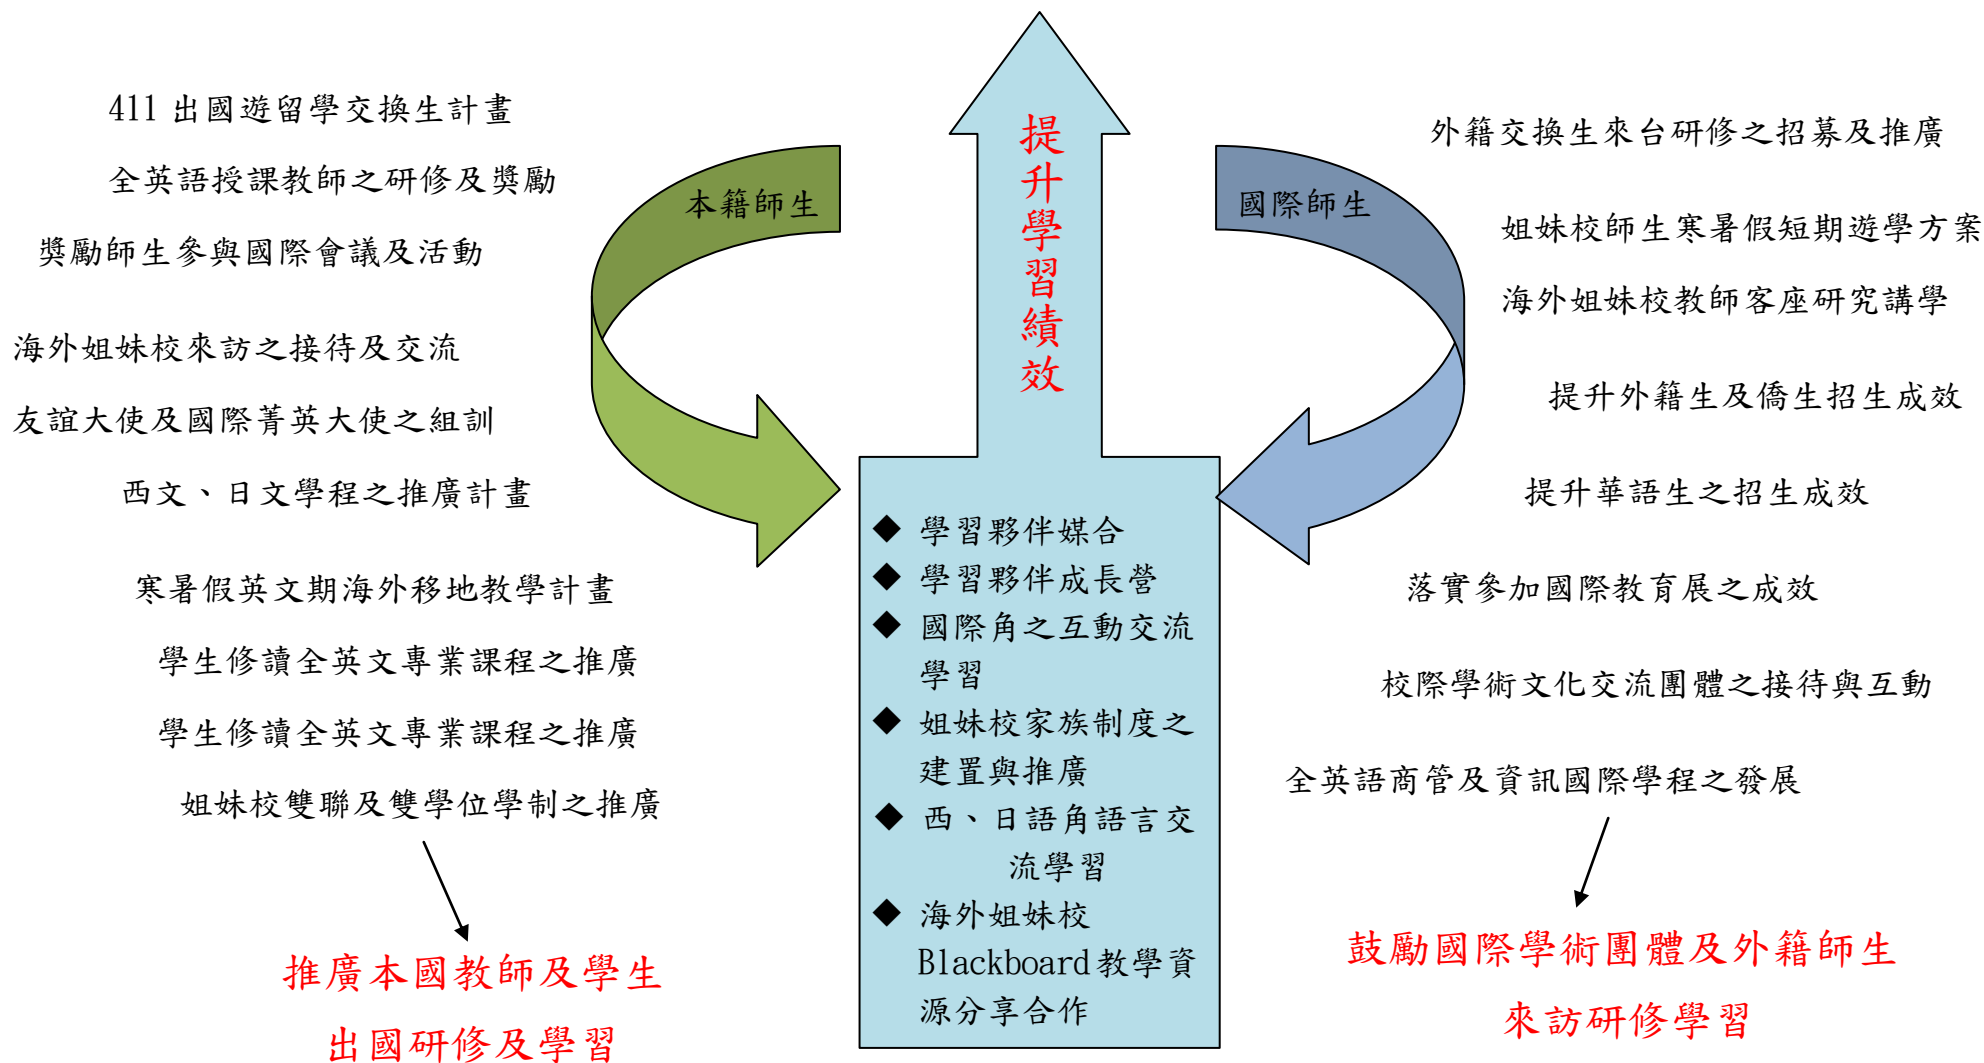 411 出國遊留學交換生計畫
全英語授課教師之研修及獎勵
獎勵師生參與國際會議及活動
海外姐妹校來訪之接待及交流
友誼大使及國際菁英大使之組訓
西文、日文學程之推廣計畫
寒暑假英文期海外移地教學計畫
學生修讀全英文專業課程之推廣
學生修讀全英文專業課程之推廣
姐妹校雙聯及雙學位學制之推廣
推廣本國教師及學生
出國研修及學習
本籍師生
提升學習績效
◆ 學習夥伴媒合
◆ 學習夥伴成長營
◆ 國際角之互動交流
學習
◆ 姐妹校家族制度之
建置與推廣
◆ 西、日語角語言交
流學習
◆ 海外姐妹校
Blackboard 教學資
源分享合作
國際師生
外籍交換生來台研修之招募及推廣
姐妹校師生寒暑假短期遊學方案
海外姐妹校教師客座研究講學
提升外籍生及僑生招生成效
提升華語生之招生成效
落實參加國際教育展之成效
校際學術文化交流團體之接待與互動
全英語商管及資訊國際學程之發展
鼓勵國際學術團體及外籍師生
來訪研修學習